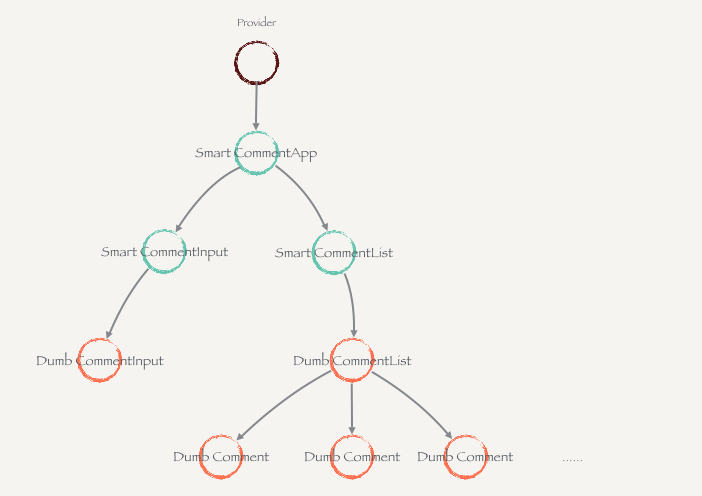 Provider
Smart CommentApp
Smart CommentInput
Smart CommentList
Dumb CommentInput
Dumb CommentList
Dumb Comment
Dumb Comment
Dumb Comment
......